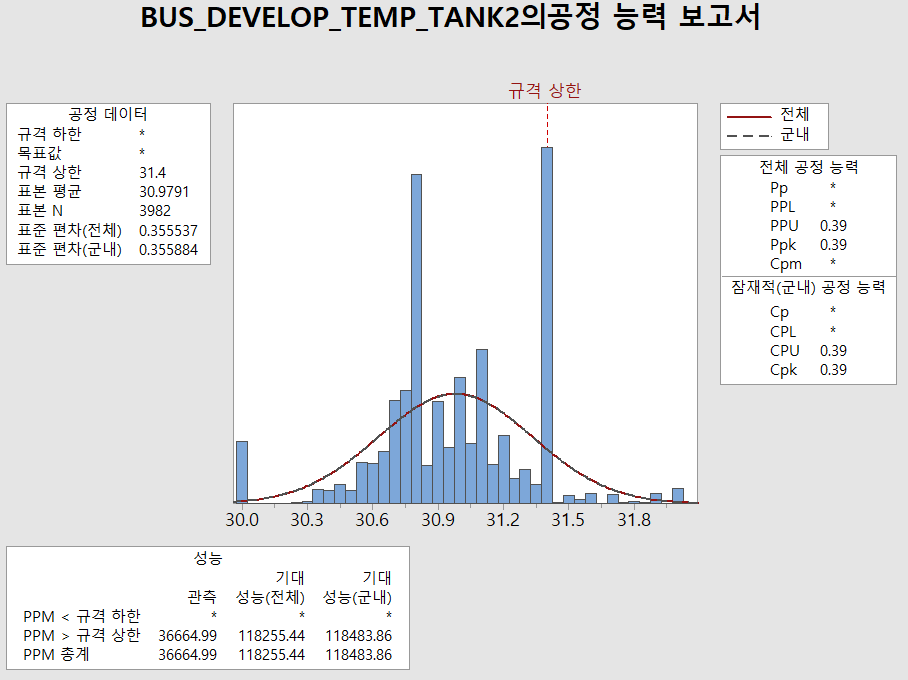 BUS_DEVELOP_TEMP_TANK2의공정 능력 보고서
규격 상한
공정 데이터
규격 하한 *
목표값 *
규격 상한 31.4
표본 평균 30.9791
표본 N 3982
표준 편차(전체) 0.355537
표준 편차(군내) 0.355884
전체
군내
전체 공정 능력
Pp *
PPL *
PPU 0.39
Ppk 0.39
Cpm *
잠재적(군내) 공정 능력
Cp *
CPL *
CPU 0.39
Cpk 0.39
30.0 30.3 30.6 30.9 31.2 31.5 31.8
성능
기대 기대
관측 성능(전체) 성능(군내)
PPM < 규격 하한 * * *
PPM > 규격 상한 36664.99 118255.44 118483.86
PPM 총계 36664.99 118255.44 118483.86